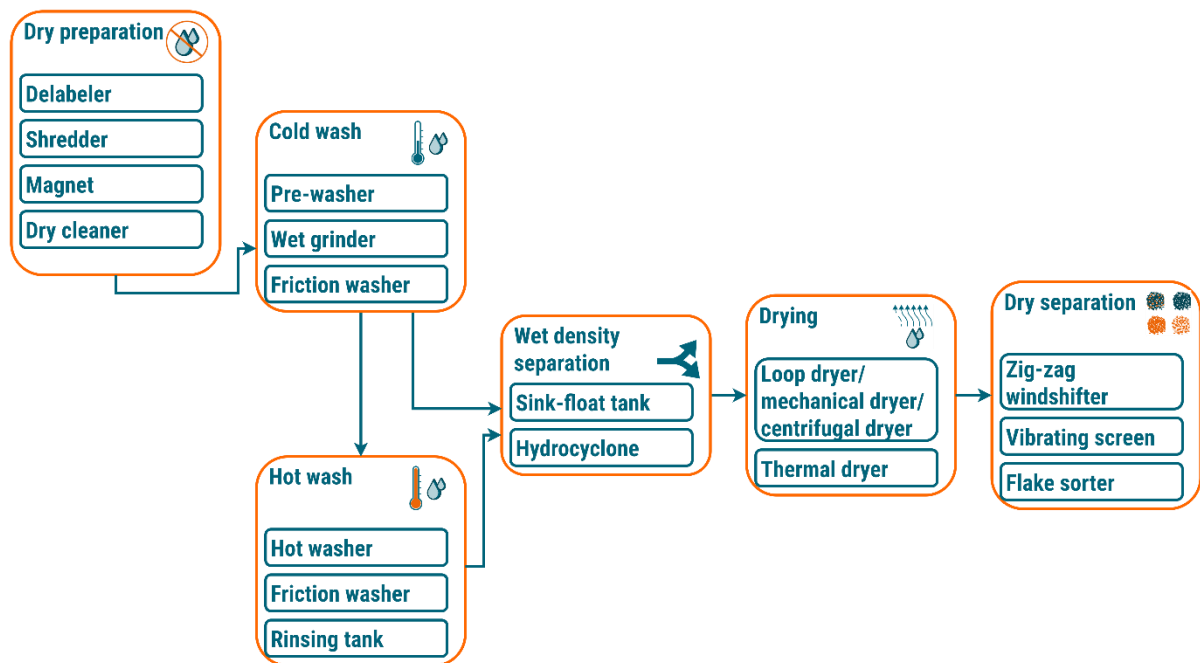 Dry preparation
Delabeler
Shredder
Magnet
Dry cleaner
Cold wash
Pre-washer
Wet grinder
Friction washer
Hot wash
Hot washer
Friction washer
Rinsing tank
Wet density
separation
Sink-float tank
Hydrocyclone
Drying
Loop dryer/
mechanical dryer/
centrifugal dryer
Thermal dryer
Dry separation
Zig-zag
windshifter
Vibrating screen
Flake sorter